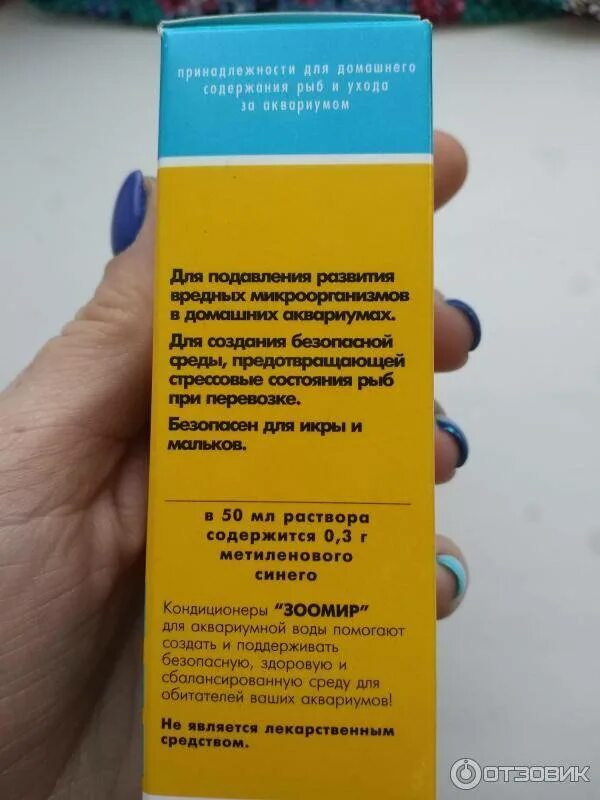 принадлежности для домашнего
содержания рыб и ухода
за аквариумом
Для подавления развития
вредных микроорганизмов
в домашних аквариумах.
Для создания безопасной
среды, предотвращающей
стрессовые состояния рыб
при перевозке.
Безопасен для икры и
мальков.
в 50 мл раствора
содержится 0,3 г
метиленового
синего
Кондиционеры "ЗООМИР"
для аквариумной воды помогают
создать и поддерживать
безопасную, здоровую и
сбалансированную среду для
обитателей ваших аквариумов!
Не является лекарственным
средством.
ОТЗОВИК